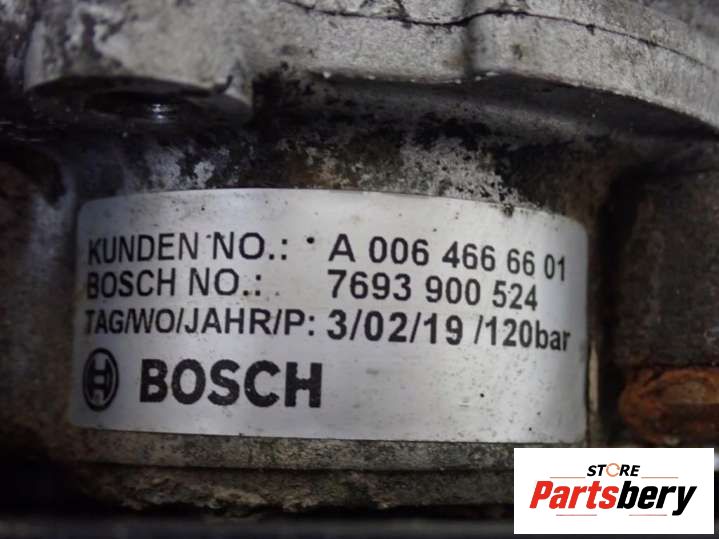 KUNDEN NO.: A 006 466 66 01
BOSCH NO.: 7693 900 524
TAG/WO/JAHR/P: 3/02/19 /120bar
BOSCH
STORE
Partsbery